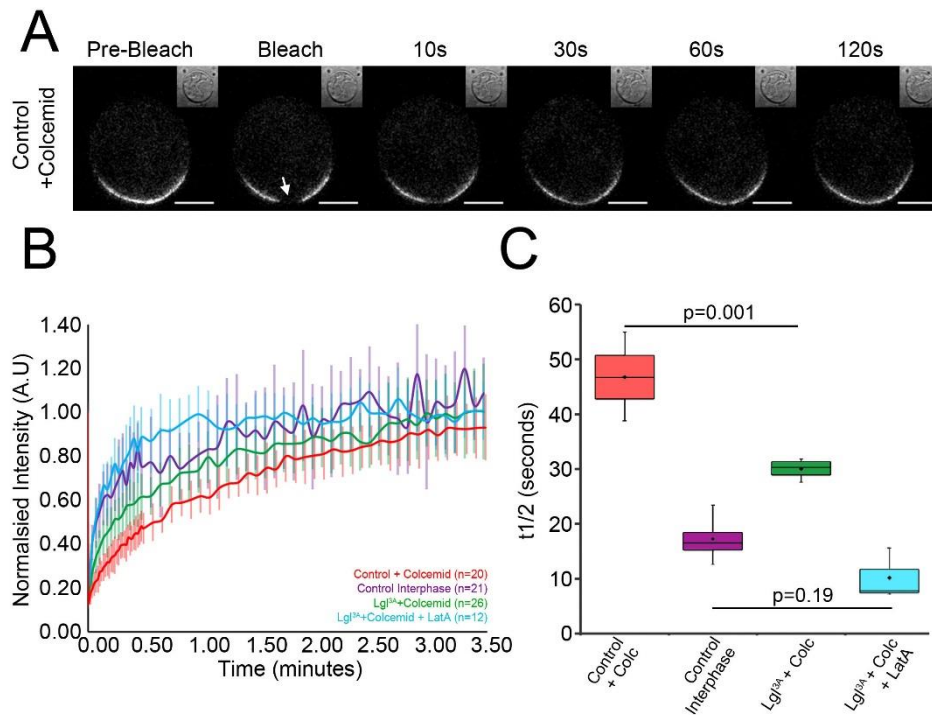 A
Pre-Bleach Bleach 10s 30s 60s 120s
Control
+Colcemid
B
1.40
1.20
1.00
0.80
0.60
0.40
0.20
0.00
Normalsied Intensity (A.U)
0.00 0.50 1.00 1.50 2.00 2.50 3.00 3.50
Time (minutes)
Control + Colcemid (n=20)
Control Interphase (n=21)
Lgl3A+Colcemid (n=26)
Lgl3A+Colcemid + LatA (n=12)
C
60
50
40
30
20
10
0
t1/2 (seconds)
p=0.001
p=0.19
Control
+ Colc
Control
Interphase
Lgl3A + Colc
Lgl3A + Colc
+ LatA